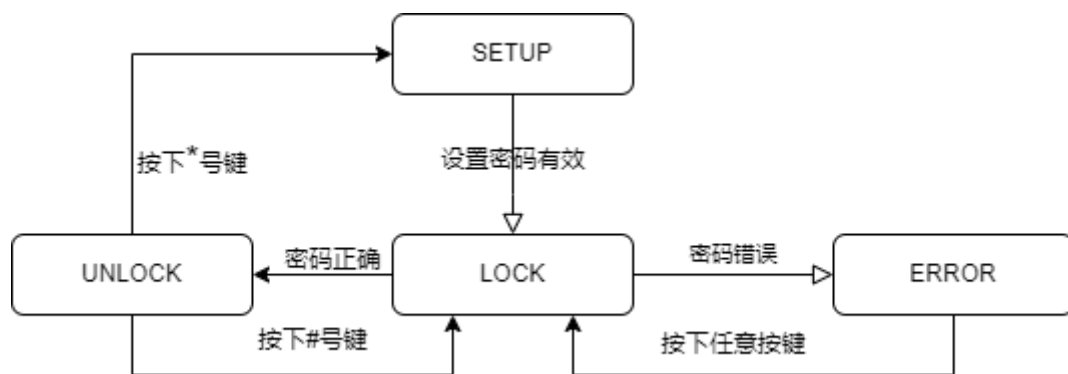 SETUP
按下*号键
设置密码有效
UNLOCK
密码正确
LOCK
密码错误
ERROR
按下#号键
按下任意按键